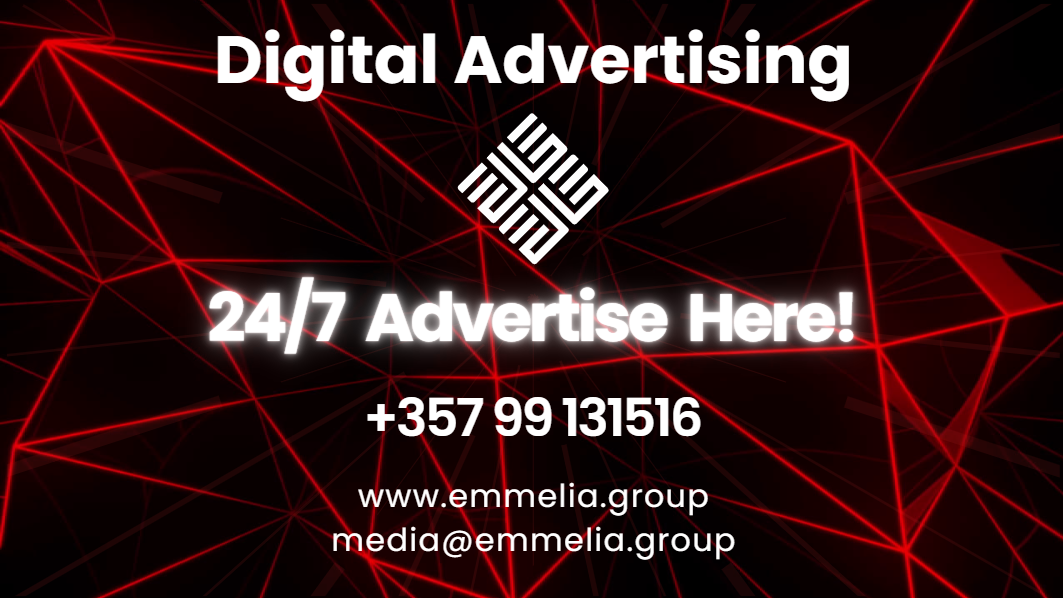 Digital Advertising
24/7 Advertise Here!
+357 99 131516
www.emmelia.group
media@emmelia.group